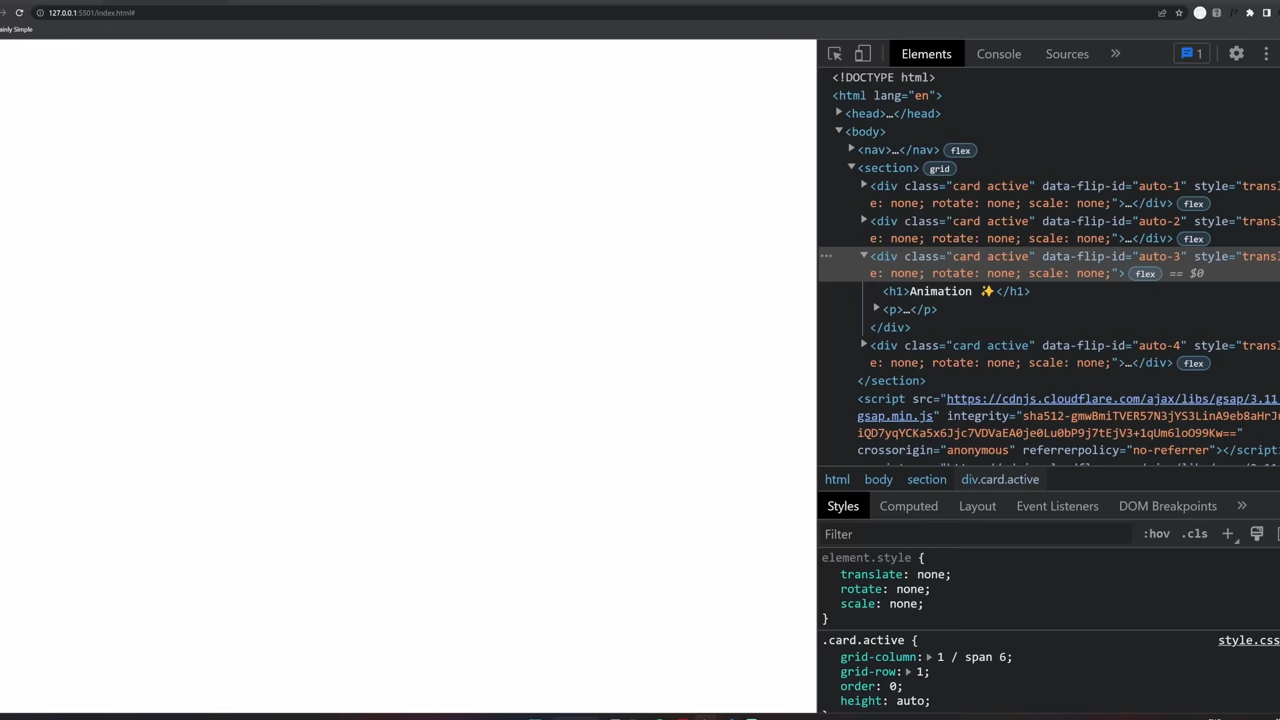 127.0.0.1:5501/index.html#
ainly Simple
Elements
Console
Sources
1
<!DOCTYPE html>
<html lang="en">
<head>…</head>
<body>
<nav>…</nav> flex
<section> grid
<div class="card active" data-flip-id="auto-1" style="transl
e: none; rotate: none; scale: none;">…</div> flex
<div class="card active" data-flip-id="auto-2" style="transl
e: none; rotate: none; scale: none;">…</div> flex
<div class="card active" data-flip-id="auto-3" style="transl
e: none; rotate: none; scale: none;"> flex == $0
<h1>Animation ✨</h1>
<p>…</p>
</div>
<div class="card active" data-flip-id="auto-4" style="transl
e: none; rotate: none; scale: none;">…</div> flex
</section>
<script src="https://cdnjs.cloudflare.com/ajax/libs/gsap/3.11
gsap.min.js" integrity="sha512-gmwBmiTVER57N3jYS3LinA9eb8aHrJu
iQD7yqYCKa5x6Jjc7VDVaEA0je0Lu0bP9j7tEjV3+1qUm6loO99Kw=="
crossorigin="anonymous" referrerpolicy="no-referrer"></script>
html
body
section
div.card.active
Styles
Computed
Layout
Event Listeners
DOM Breakpoints
Filter
:hov
.cls
element.style {
translate: none;
rotate: none;
scale: none;
}
.card.active {
style.css
grid-column: 1 / span 6;
grid-row: 1;
order: 0;
height: auto;